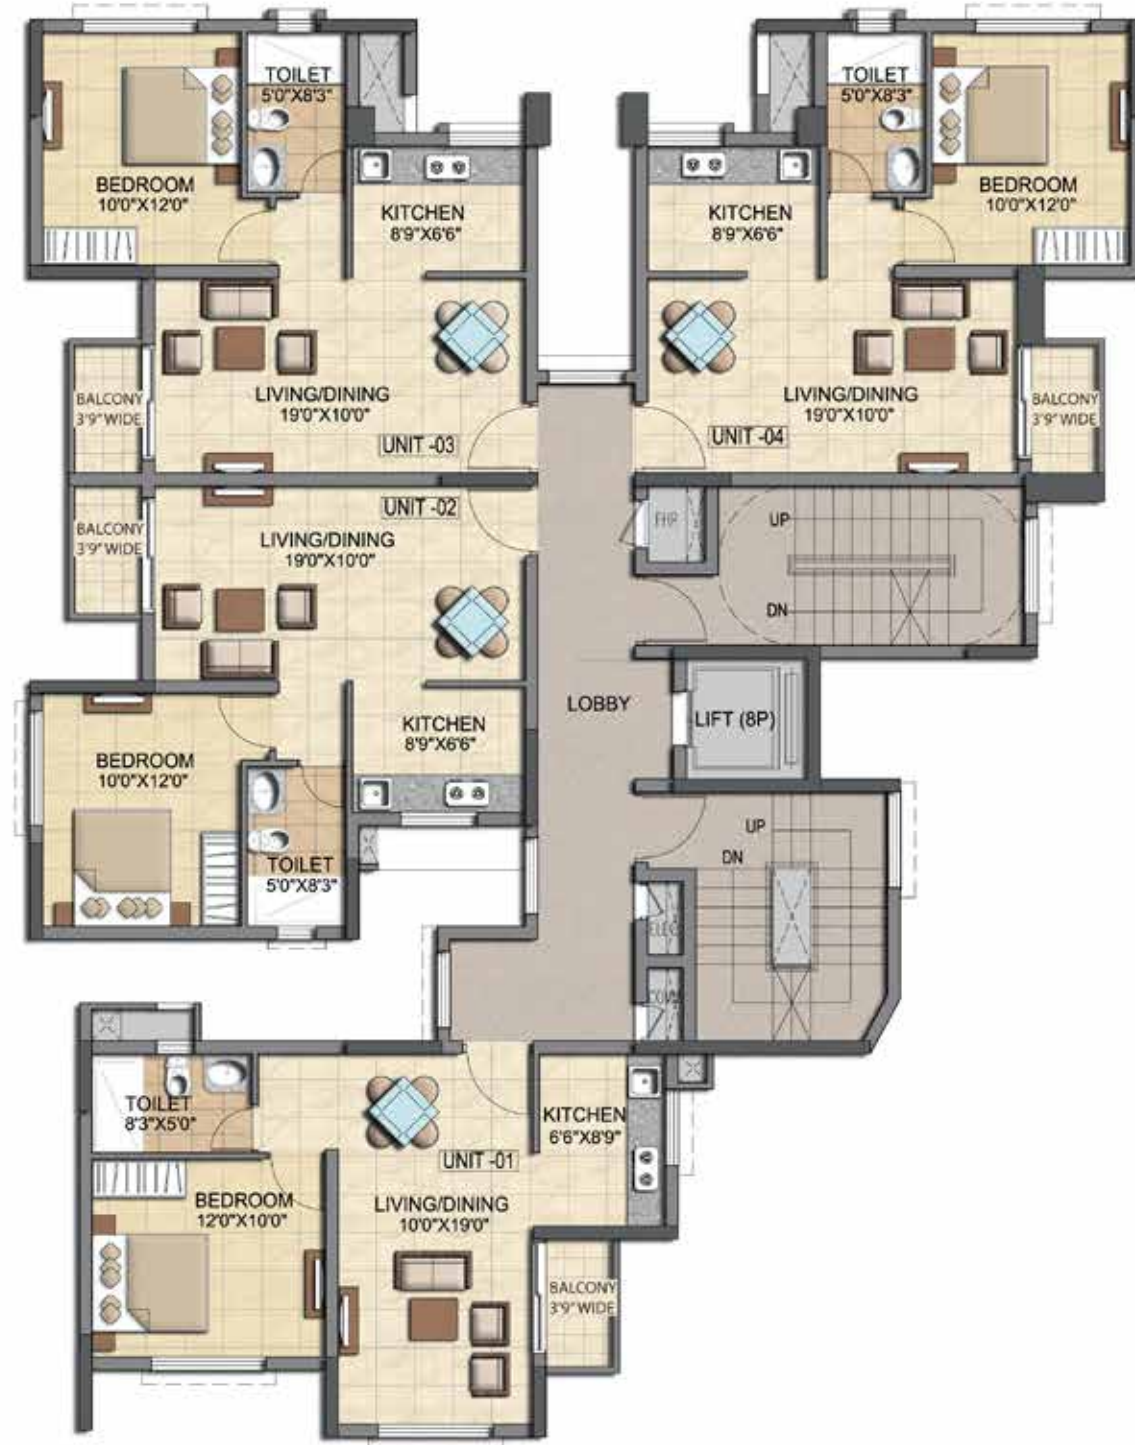 TOILET
5'0"X8'3"
BEDROOM
10'0"X12'0"
KITCHEN
8'9"X6'6"
LIVING/DINING
19'0"X10'0"
BALCONY
3'9" WIDE
UNIT -03
TOILET
5'0"X8'3"
BEDROOM
10'0"X12'0"
KITCHEN
8'9"X6'6"
LIVING/DINING
19'0"X10'0"
BALCONY
3'9" WIDE
UNIT -04
UNIT -02
BALCONY
3'9" WIDE
LIVING/DINING
19'0"X10'0"
FHR
UP
DN
LOBBY
LIFT (8P)
KITCHEN
8'9"X6'6"
BEDROOM
10'0"X12'0"
TOILET
5'0"X8'3"
UP
DN
ELEC
COMM
TOILET
8'3"X5'0"
KITCHEN
6'6"X8'9"
UNIT -01
BEDROOM
12'0"X10'0"
LIVING/DINING
10'0"X19'0"
BALCONY
3'9" WIDE